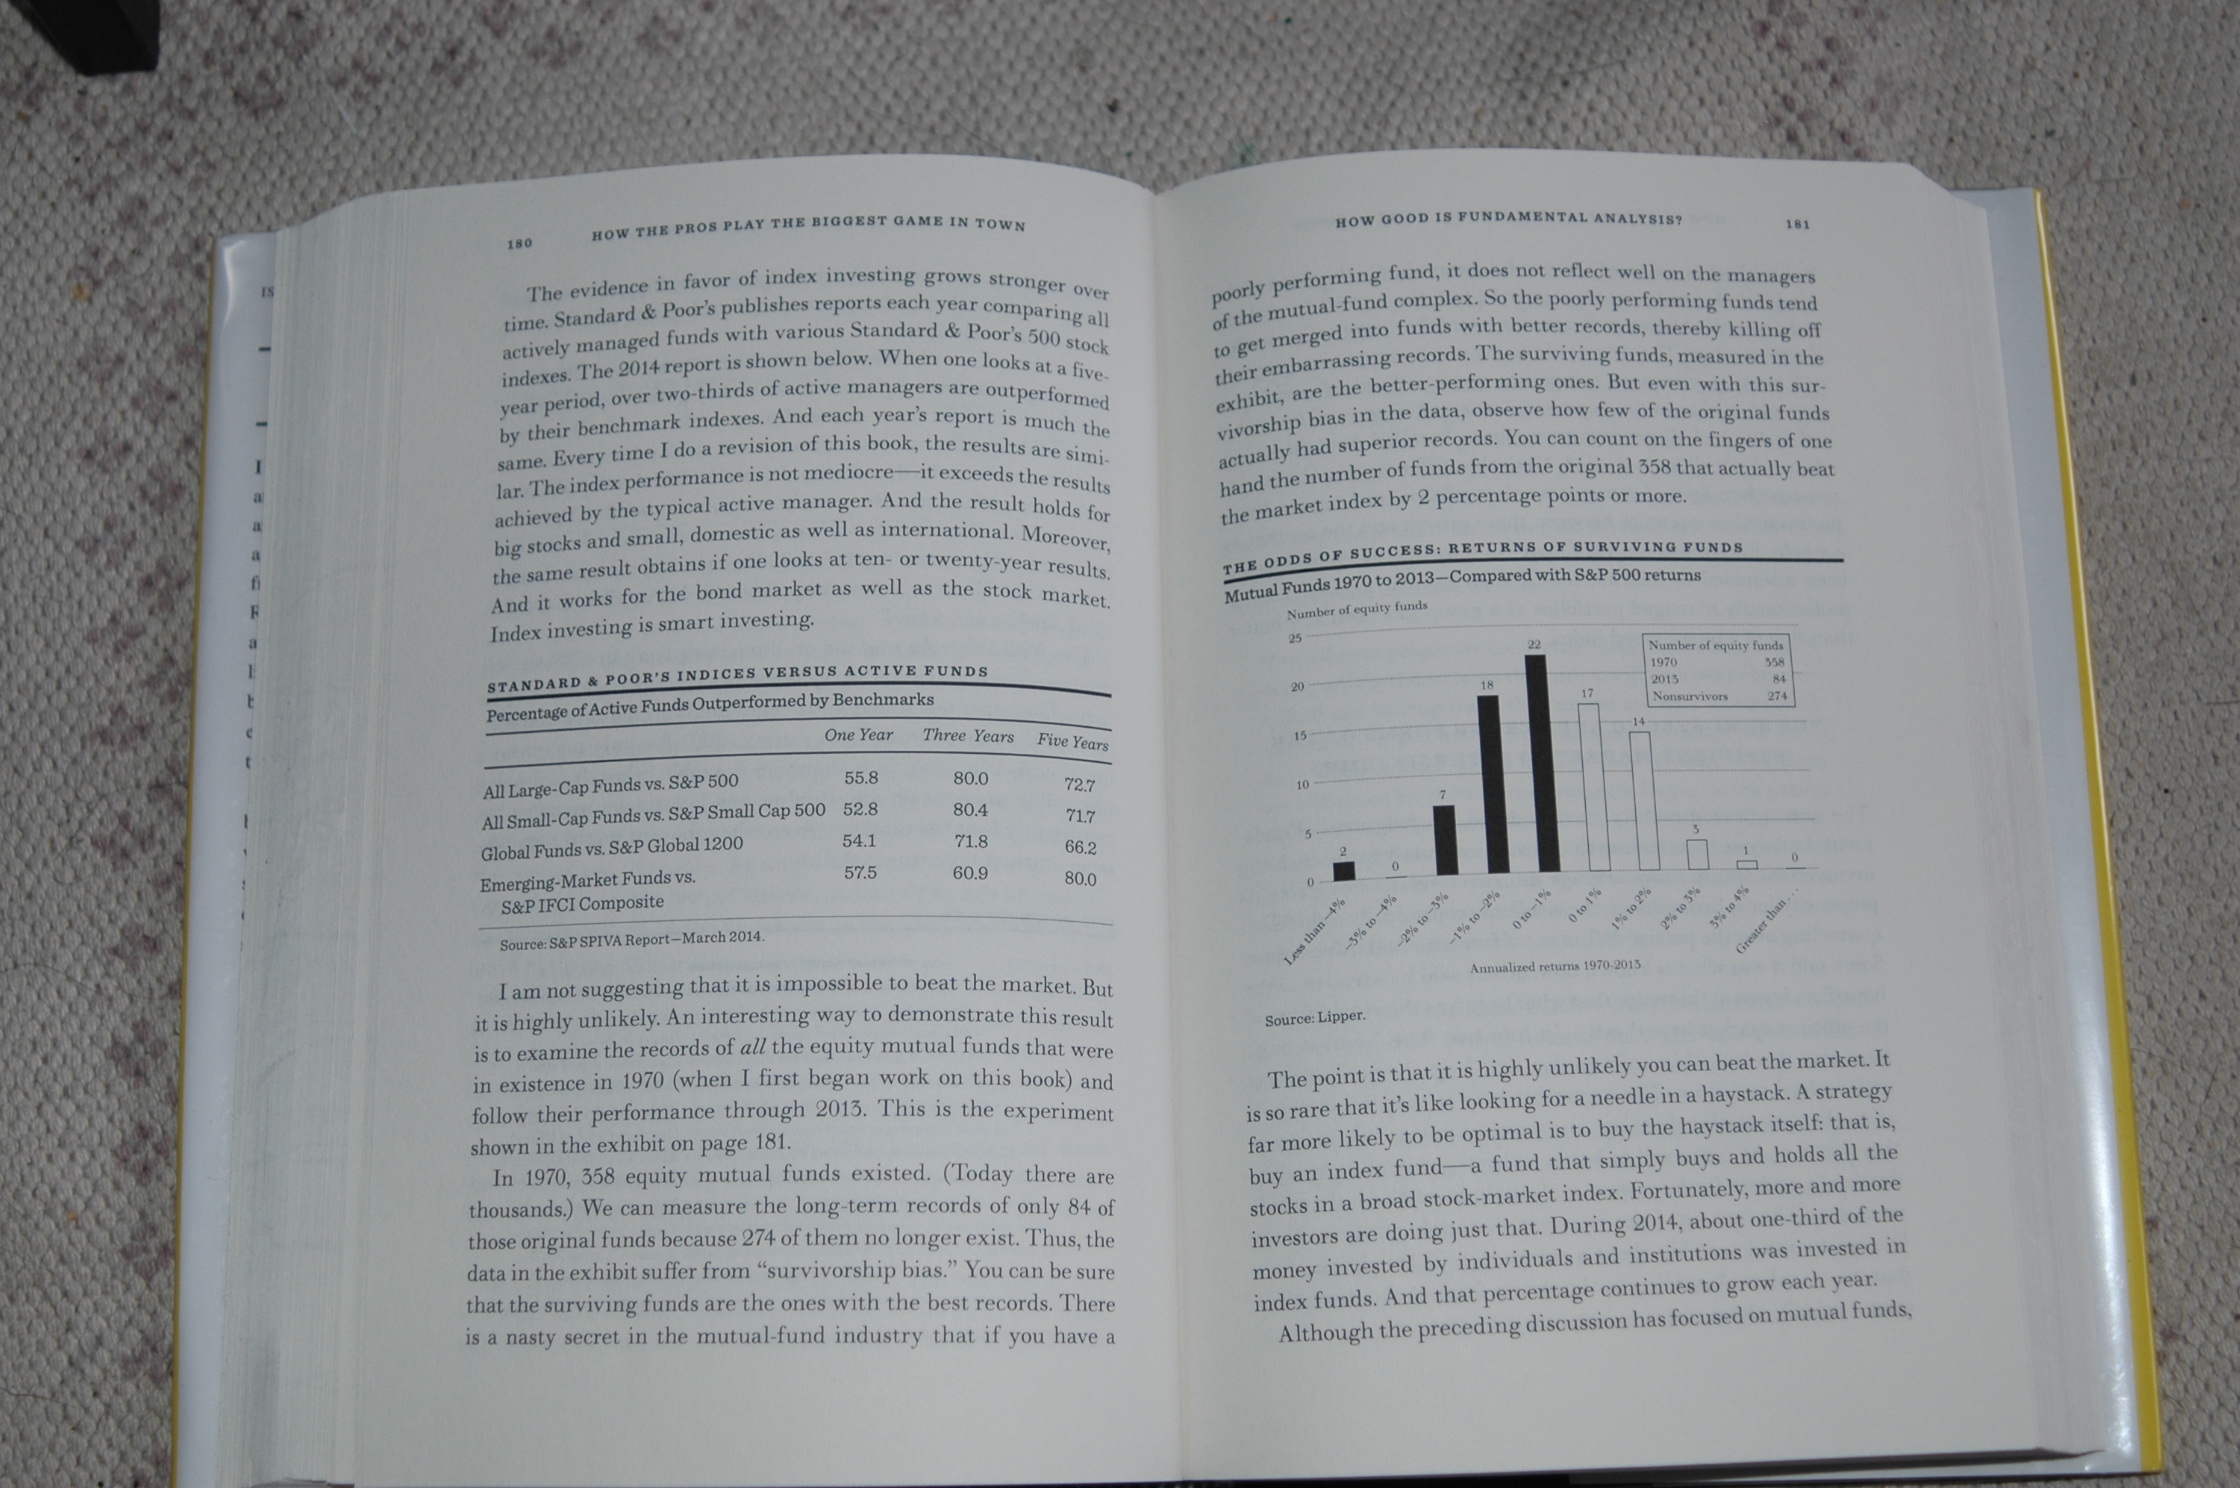 180 HOW THE PROS PLAY THE BIGGEST GAME IN TOWN
The evidence in favor of index investing grows stronger over
time. Standard & Poor's publishes reports each year comparing all
actively managed funds with various Standard & Poor's 500 stock
indexes. The 2014 report is shown below. When one looks at a five-
year period, over two-thirds of active managers are outperformed
by their benchmark indexes. And each year's report is much the
same. Every time I do a revision of this book, the results are simi-
lar. The index performance is not mediocre—it exceeds the results
achieved by the typical active manager. And the result holds for
big stocks and small, domestic as well as international. Moreover,
the same result obtains if one looks at ten- or twenty-year results.
And it works for the bond market as well as the stock market.
Index investing is smart investing.
STANDARD & POOR'S INDICES VERSUS ACTIVE FUNDS
Percentage of Active Funds Outperformed by Benchmarks
One Year Three Years Five Years
All Large-Cap Funds vs. S&P 500 55.8 80.0 72.7
All Small-Cap Funds vs. S&P Small Cap 500 52.8 80.4 71.7
Global Funds vs. S&P Global 1200 54.1 71.8 66.2
Emerging-Market Funds vs. 57.5 60.9 80.0
S&P IFCI Composite
Source: S&P SPIVA Report—March 2014.
I am not suggesting that it is impossible to beat the market. But
it is highly unlikely. An interesting way to demonstrate this result
is to examine the records of all the equity mutual funds that were
in existence in 1970 (when I first began work on this book) and
follow their performance through 2013. This is the experiment
shown in the exhibit on page 181.
In 1970, 358 equity mutual funds existed. (Today there are
thousands.) We can measure the long-term records of only 84 of
those original funds because 274 of them no longer exist. Thus, the
data in the exhibit suffer from “survivorship bias.” You can be sure
that the surviving funds are the ones with the best records. There
is a nasty secret in the mutual-fund industry that if you have a
HOW GOOD IS FUNDAMENTAL ANALYSIS? 181
poorly performing fund, it does not reflect well on the managers
of the mutual-fund complex. So the poorly performing funds tend
to get merged into funds with better records, thereby killing off
their embarrassing records. The surviving funds, measured in the
exhibit, are the better-performing ones. But even with this sur-
vivorship bias in the data, observe how few of the original funds
actually had superior records. You can count on the fingers of one
hand the number of funds from the original 358 that actually beat
the market index by 2 percentage points or more.
THE ODDS OF SUCCESS: RETURNS OF SURVIVING FUNDS
Mutual Funds 1970 to 2013—Compared with S&P 500 returns
Number of equity funds
25
20
15
10
5
0
2
0
7
18
22
17
14
3
1
0
Number of equity funds
1970 358
2013 84
Nonsurvivors 274
Less than –4%
–3% to –4%
–2% to –3%
–1% to –2%
0 to –1%
0 to 1%
1% to 2%
2% to 3%
3% to 4%
Greater than...
Annualized returns 1970-2013
Source: Lipper.
The point is that it is highly unlikely you can beat the market. It
is so rare that it's like looking for a needle in a haystack. A strategy
far more likely to be optimal is to buy the haystack itself: that is,
buy an index fund—a fund that simply buys and holds all the
stocks in a broad stock-market index. Fortunately, more and more
investors are doing just that. During 2014, about one-third of the
money invested by individuals and institutions was invested in
index funds. And that percentage continues to grow each year.
Although the preceding discussion has focused on mutual funds,